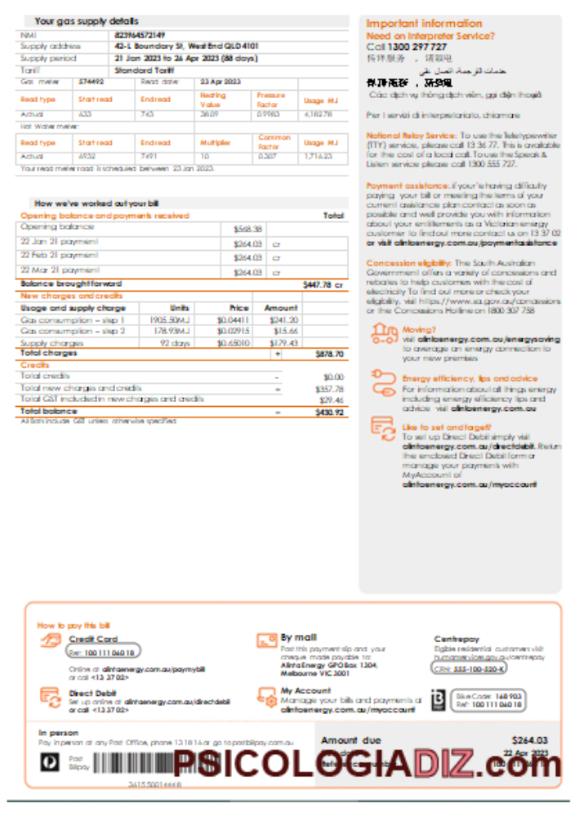 Your gas supply details
NMI 823964572149
Supply address 42-L Boundary St, West End QLD 4101
Supply period 21 Jan 2023 to 26 Apr 2023 (88 days)
Tariff Standard Tariff
Gas meter 574492 Read date: 23 Apr 2023
Read type Start read End read Heating Value Pressure Factor Usage MJ
Actual 633 743 38.09 0.9983 4,182.78
Hot Water meter:
Read type Start read End read Multiplier Common Factor Usage MJ
Actual 6932 7491 10 0.307 1,716.23
Your read meter road is scheduled between 23 Jan 2023.
How we've worked out your bill
Opening balance and payments received Total
Opening balance $568.38
22 Jan 21 payment $264.03 cr
22 Feb 21 payment $264.03 cr
22 Mar 21 payment $264.03 cr
Balance brought forward $447.78 cr
New charges and credits
Usage and supply charge Units Price Amount
Gas consumption – step 1 1905.50MJ $0.04411 $241.20
Gas consumption – step 2 178.93MJ $0.02915 $15.66
Supply charges 92 days $0.65010 $179.43
Total charges + $878.70
Credits
Total credits – $0.00
Total new charges and credits = $357.78
Total GST included in new charges and credits $29.46
Total balance = $430.92
All Bals include GST unless otherwise specified
Important information
Need on Interpreter Service?
Call 1300 297 727
خدمات الترجمة، اتصل على
Các dịch vụ thông dịch viên, gọi điện thoại
Per I servizi di interpretariato, chiamare
National Relay Service: To use the Teletypewriter
(TTY) service, please call 13 36 77. This is available
for the cost of a local call. To use the Speak &
Listen service please call 1300 555 727.
Payment assistance: if you're having difficulty
paying your bill or meeting the terms of your
current assistance plan contact as soon as
possible and well provide you with information
about your entitlements as a Victorian energy
customer to find out more contact us on 13 37 02
or visit alintaenergy.com.au/paymentassistance
Concession eligibility: The South Australian
Government offers a variety of concessions and
rebates to help customers with the cost of
electricity To find out more or check your
eligibility, visit https://www.sa.gov.au/concessions
or the Concessions Hotline on 1800 307 758
Moving?
visit alintaenergy.com.au/energysaving
to average an energy connection to
your new premises
Energy efficiency, tips and advice
For information about all things energy
including energy efficiency tips and
advice visit alintaenergy.com.au
Like to set and target?
To set up Direct Debit simply visit
alintaenergy.com.au/directdebit. Return
the enclosed Direct Debit form or
manage your payments with
MyAccount of
alintaenergy.com.au/myaccount
How to pay this bill
Credit Card
Ref: 100 111 060 18
Online at alintaenergy.com.au/paymybill
or call <13 37 02>
Direct Debit
Set up online at alintaenergy.com.au/directdebit
or call <13 37 02>
By mail
Post this payment slip and your
cheque made payable to:
Alinta Energy GPO Box 1304,
Melbourne VIC 3001
My Account
Manage your bills and payments at
alintaenergy.com.au/myaccount
Centrepay
Eligible residential customers visit
humanservices.gov.au/centrepay
CRN: 555-100-520-K
Biller Code: 168 903
Ref: 100 111 060 18
In person
Pay in person at any Post Office, phone 13 18 16 or go to postbillpay.com.au
Post
Billpay
Amount due $264.03
22 Apr 2023
PSICOLOGIADIZ.com